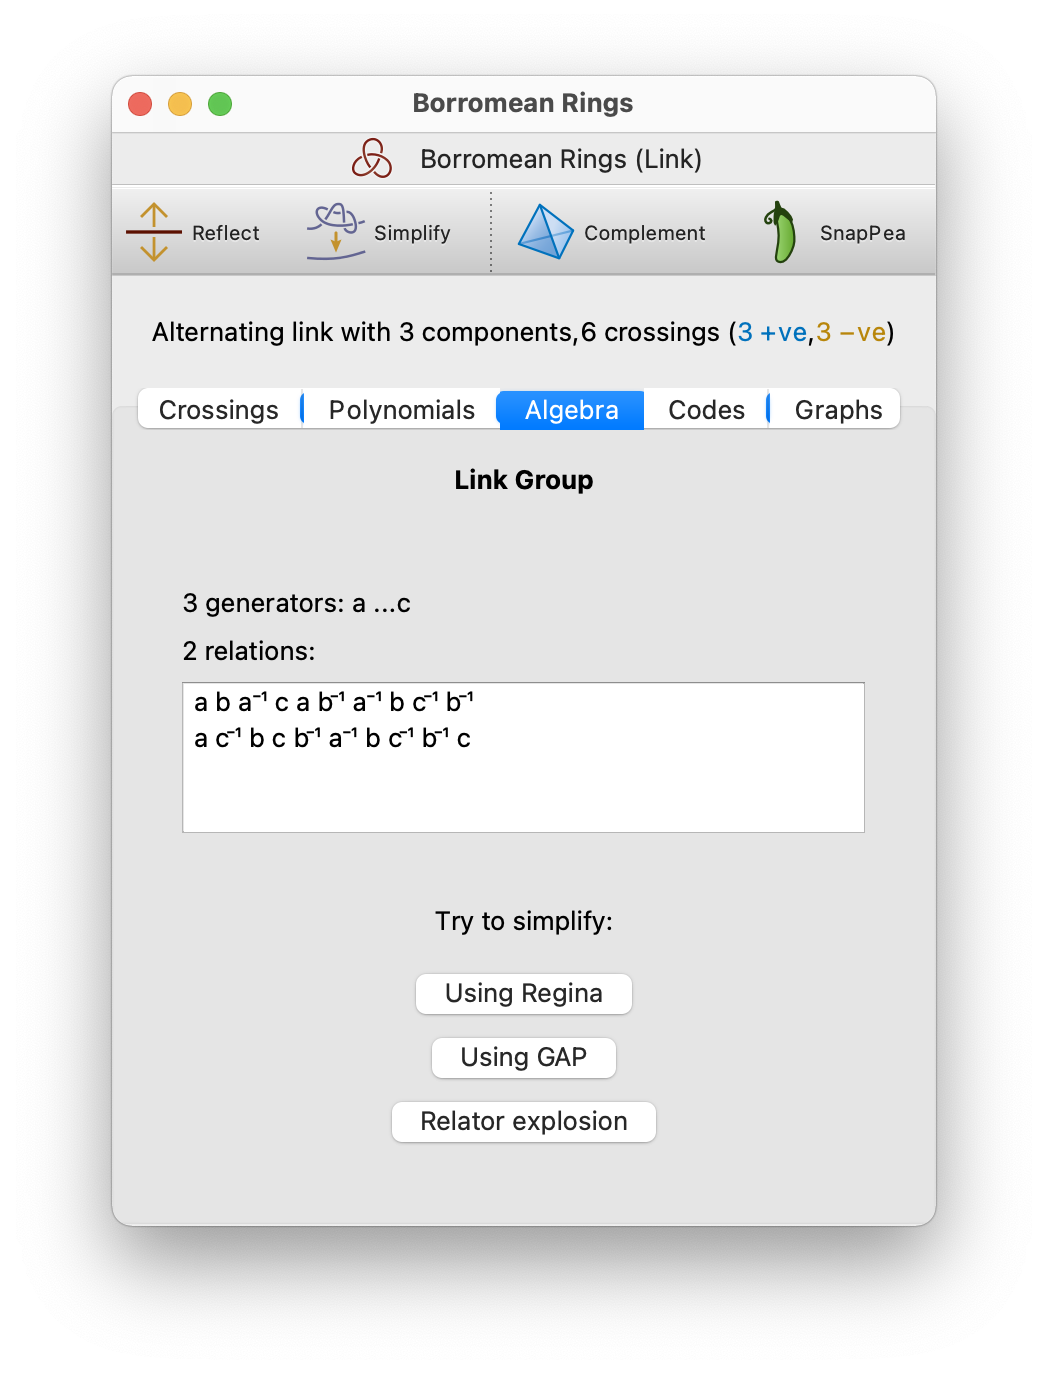 Borromean Rings
Borromean Rings (Link)
Reflect Simplify Complement SnapPea
Alternating link with 3 components,6 crossings (3 +ve,3 −ve)
Crossings Polynomials Algebra Codes Graphs
Link Group
3 generators: a ...c
2 relations:
a b a⁻¹ c a b⁻¹ a⁻¹ b c⁻¹ b⁻¹
a c⁻¹ b c b⁻¹ a⁻¹ b c⁻¹ b⁻¹ c
Try to simplify:
Using Regina
Using GAP
Relator explosion